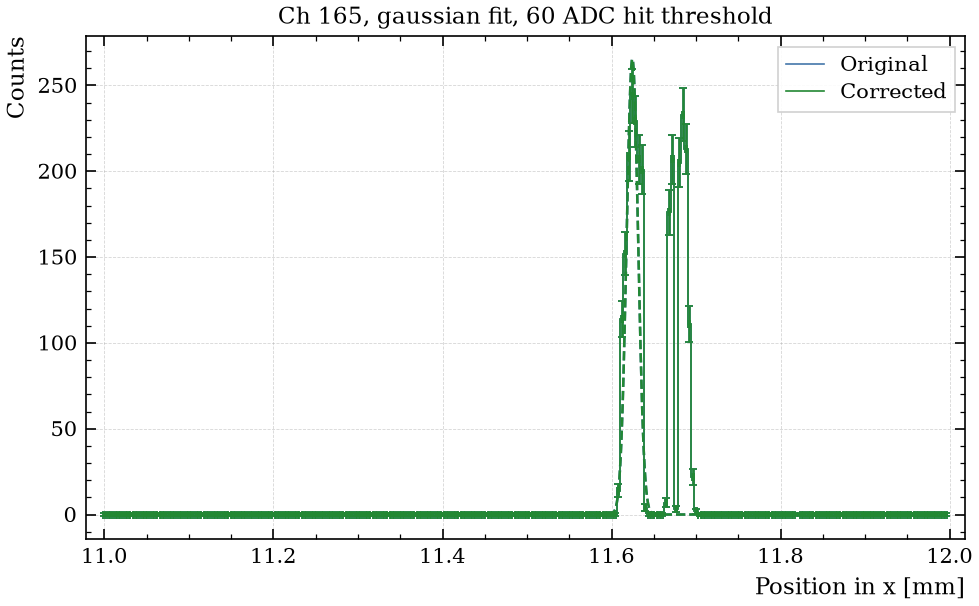 Ch 165, gaussian fit, 60 ADC hit threshold
Counts
Original
Corrected
250
200
150
100
50
0
11.0 11.2 11.4 11.6 11.8 12.0
Position in x [mm]